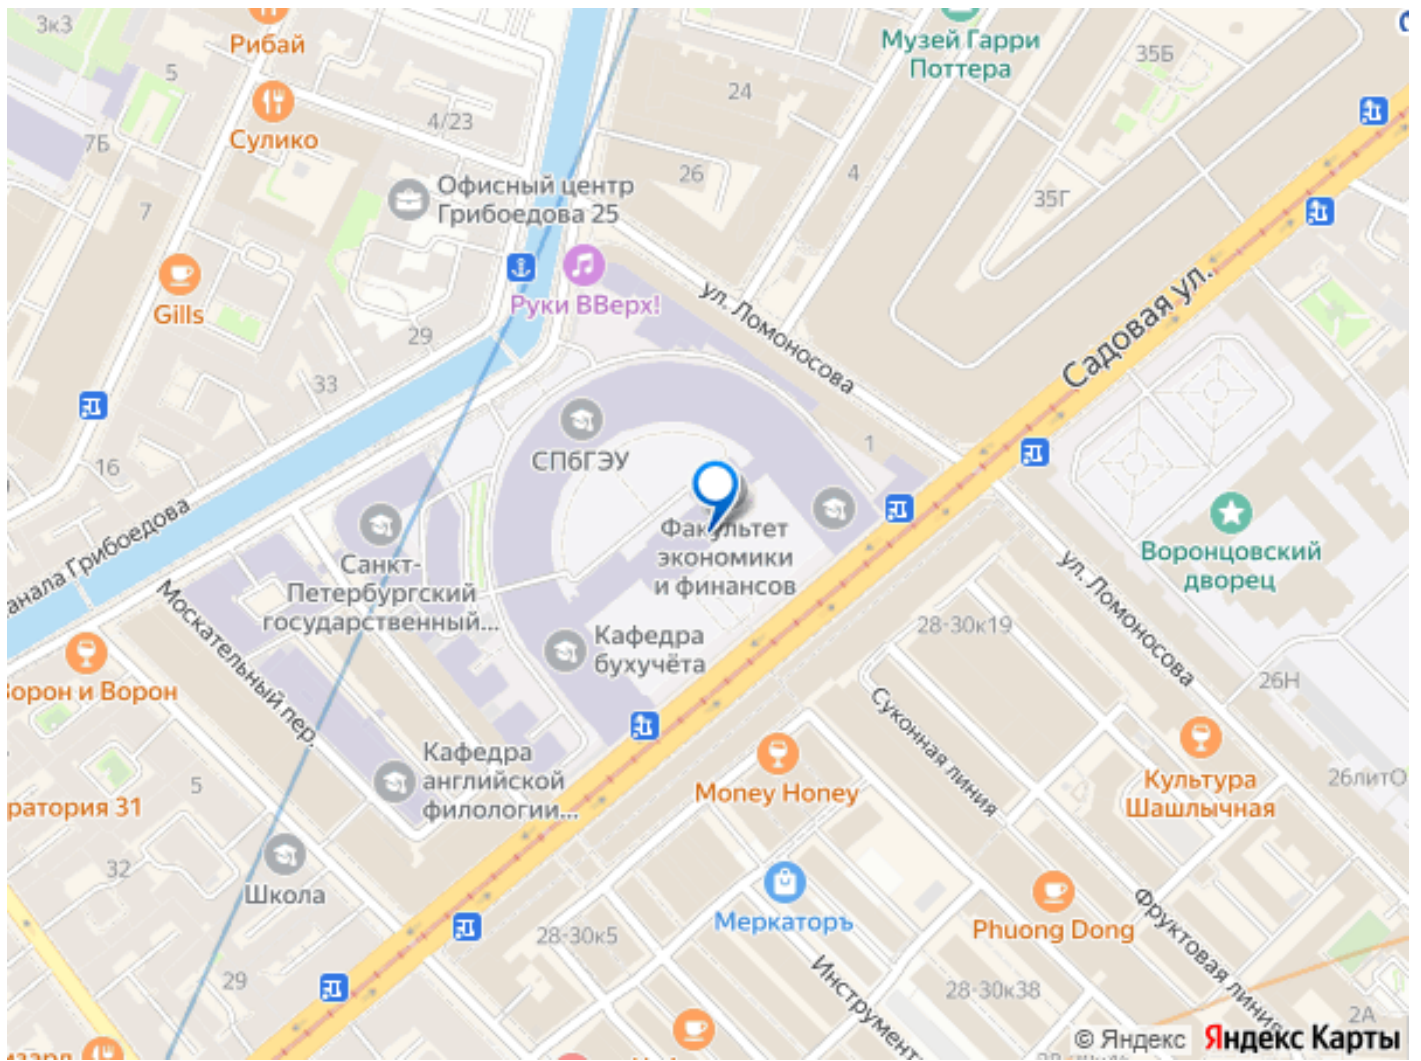 3к3
Рибай
5
Сулико
4/23
7Б
7
Офисный центр
Грибоедова 25
Gills
29
33
16
Руки ВВерх!
24
26
4
Музей Гарри
Поттера
35Б
35Г
ул. Ломоносова
Садовая ул.
1
СПбГЭУ
Факультет
экономики
и финансов
Кафедра
бухучёта
Санкт-
Петербургский
государственный...
анала Грибоедова
Москательный пер.
Ворон и Ворон
ратория 31
5
32
Школа
29
Кафедра
английской
филологии...
Воронцовский
дворец
ул. Ломоносова
28-30к19
26Н
Суконная линия
Money Honey
Культура
Шашлычная
26литО
Меркаторъ
Phuong Dong
Фруктовая линия
28-30к5
28-30к38
Инструмент
2А
© Яндекс Яндекс Карты